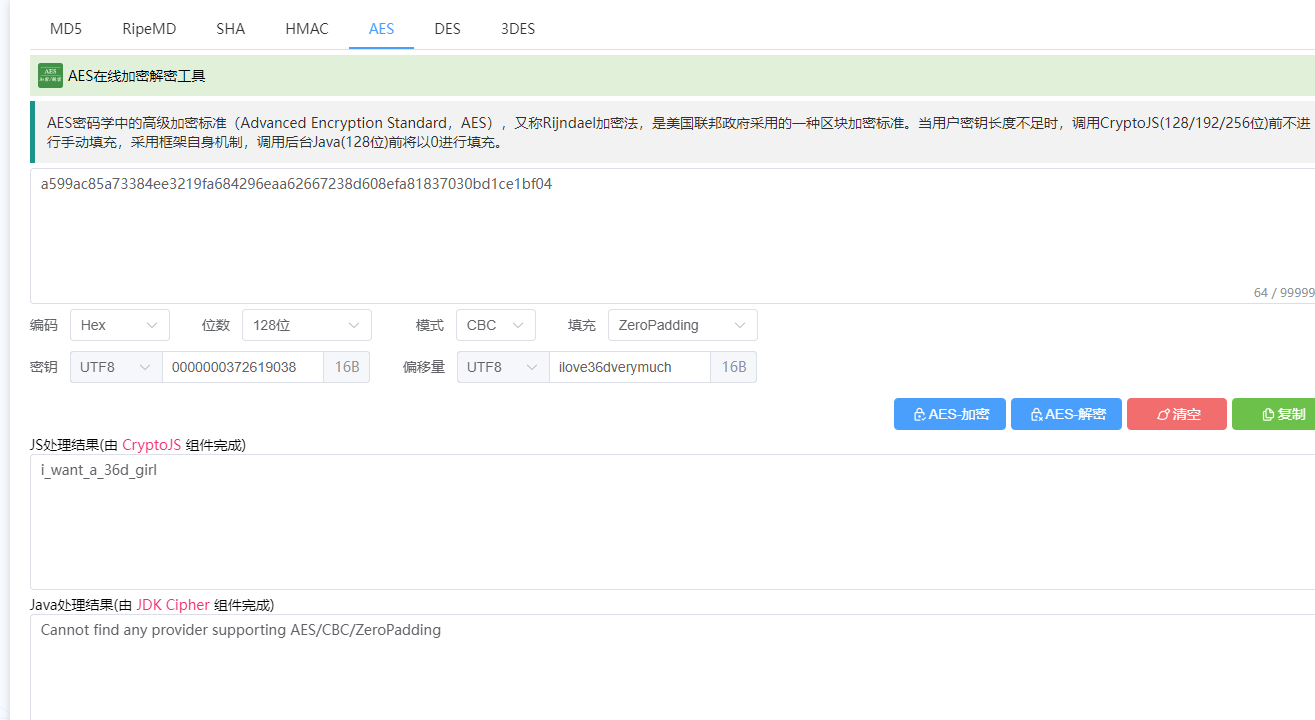 MD5 RipeMD SHA HMAC AES DES 3DES
AES在线加密解密工具
AES密码学中的高级加密标准（Advanced Encryption Standard，AES），又称Rijndael加密法，是美国联邦政府采用的一种区块加密标准。当用户密钥长度不足时，调用CryptoJS(128/192/256位)前不进
行手动填充，采用框架自身机制，调用后台Java(128位)前将以0进行填充。
a599ac85a73384ee3219fa684296eaa62667238d608efa81837030bd1ce1bf04
64 / 99999
编码 Hex 位数 128位 模式 CBC 填充 ZeroPadding
密钥 UTF8 0000000372619038 16B 偏移量 UTF8 ilove36dverymuch 16B
AES-加密 AES-解密 清空 复制
JS处理结果(由 CryptoJS 组件完成)
i_want_a_36d_girl
Java处理结果(由 JDK Cipher 组件完成)
Cannot find any provider supporting AES/CBC/ZeroPadding